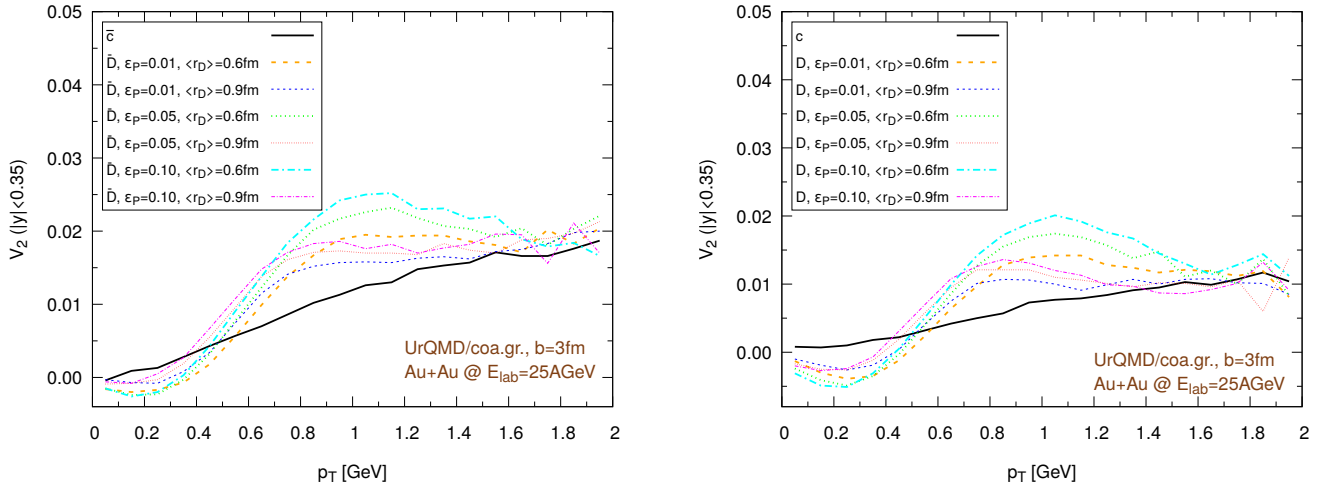 0.05
0.04
0.03
0.02
0.01
0.00
V₂ (|y|<0.35)
c̅
D̅, ε_P=0.01, <r_D>=0.6fm
D̅, ε_P=0.01, <r_D>=0.9fm
D̅, ε_P=0.05, <r_D>=0.6fm
D̅, ε_P=0.05, <r_D>=0.9fm
D̅, ε_P=0.10, <r_D>=0.6fm
D̅, ε_P=0.10, <r_D>=0.9fm
UrQMD/coa.gr., b=3fm
Au+Au @ E_lab=25AGeV
0 0.2 0.4 0.6 0.8 1 1.2 1.4 1.6 1.8 2
p_T [GeV]
0.05
0.04
0.03
0.02
0.01
0.00
V₂ (|y|<0.35)
c
D, ε_P=0.01, <r_D>=0.6fm
D, ε_P=0.01, <r_D>=0.9fm
D, ε_P=0.05, <r_D>=0.6fm
D, ε_P=0.05, <r_D>=0.9fm
D, ε_P=0.10, <r_D>=0.6fm
D, ε_P=0.10, <r_D>=0.9fm
UrQMD/coa.gr., b=3fm
Au+Au @ E_lab=25AGeV
0 0.2 0.4 0.6 0.8 1 1.2 1.4 1.6 1.8 2
p_T [GeV]